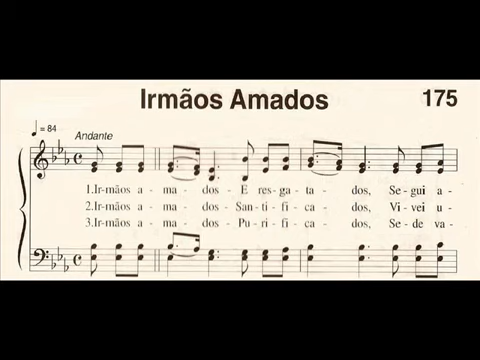 Irmãos Amados 175
♩ = 84
Andante
1.Ir-mãos a - ma - dos- E res-ga - ta - dos, Se-gui a-
2.Ir-mãos a - ma - dos- San-ti-fi - ca - dos, Vi-vei u-
3.Ir-mãos a - ma - dos- Pu-ri-fi - ca - dos, Se-de va-